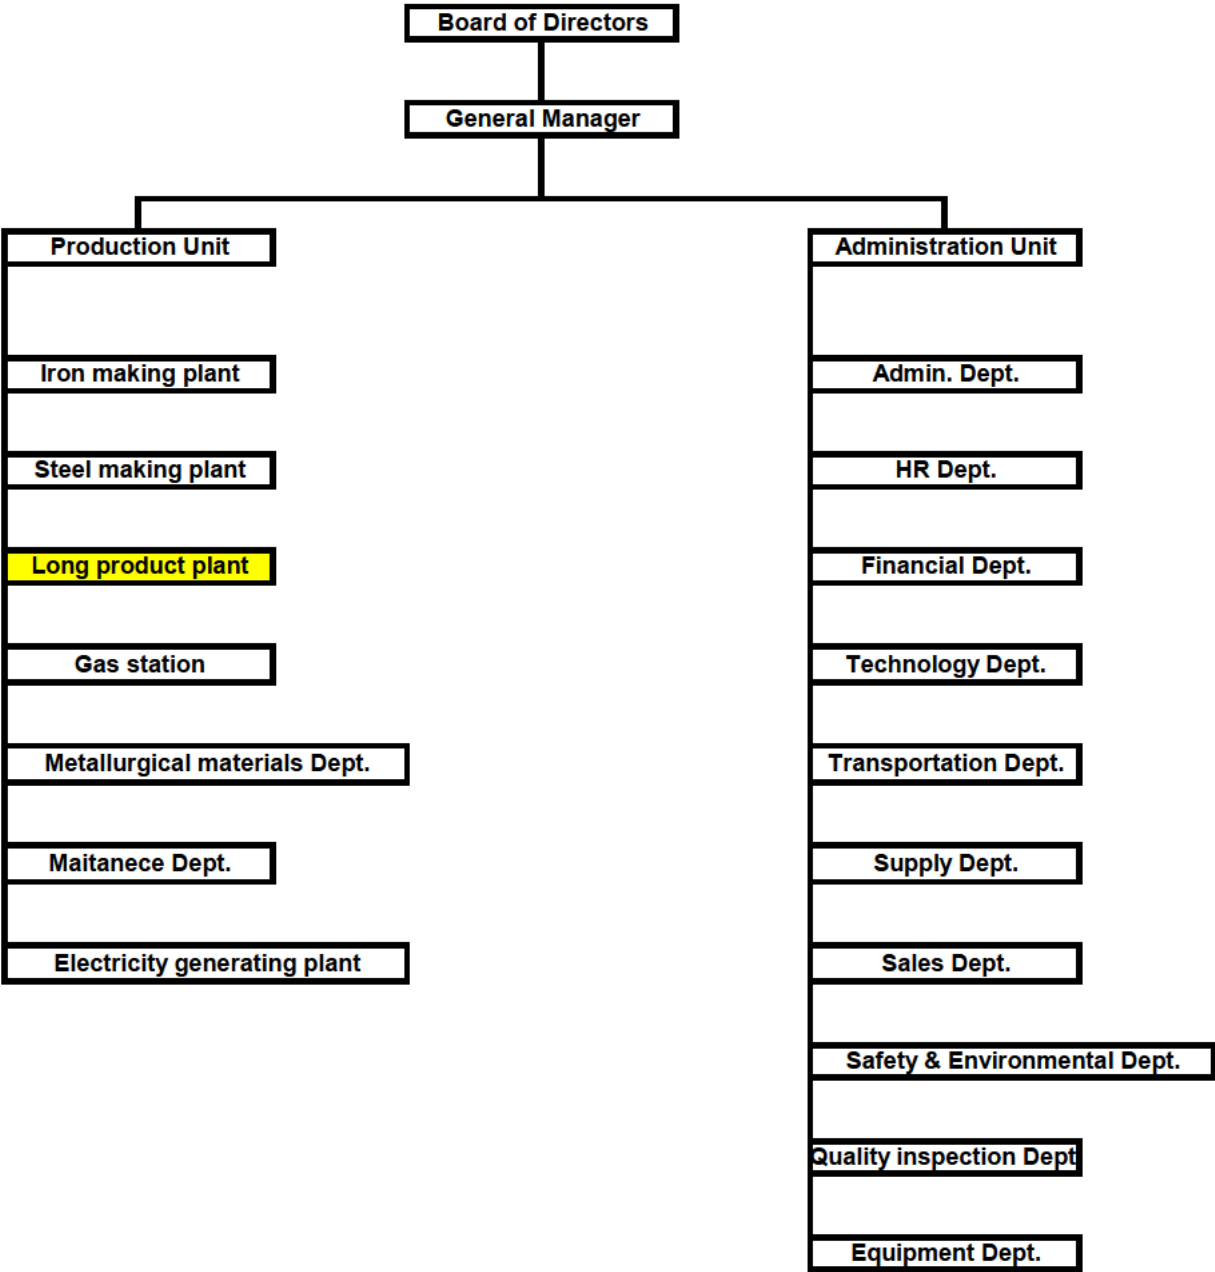 Board of Directors
General Manager
Production Unit
Administration Unit
Iron making plant
Admin. Dept.
Steel making plant
HR Dept.
Long product plant
Financial Dept.
Gas station
Technology Dept.
Metallurgical materials Dept.
Transportation Dept.
Maitanece Dept.
Supply Dept.
Electricity generating plant
Sales Dept.
Safety & Environmental Dept.
Quality inspection Dept
Equipment Dept.